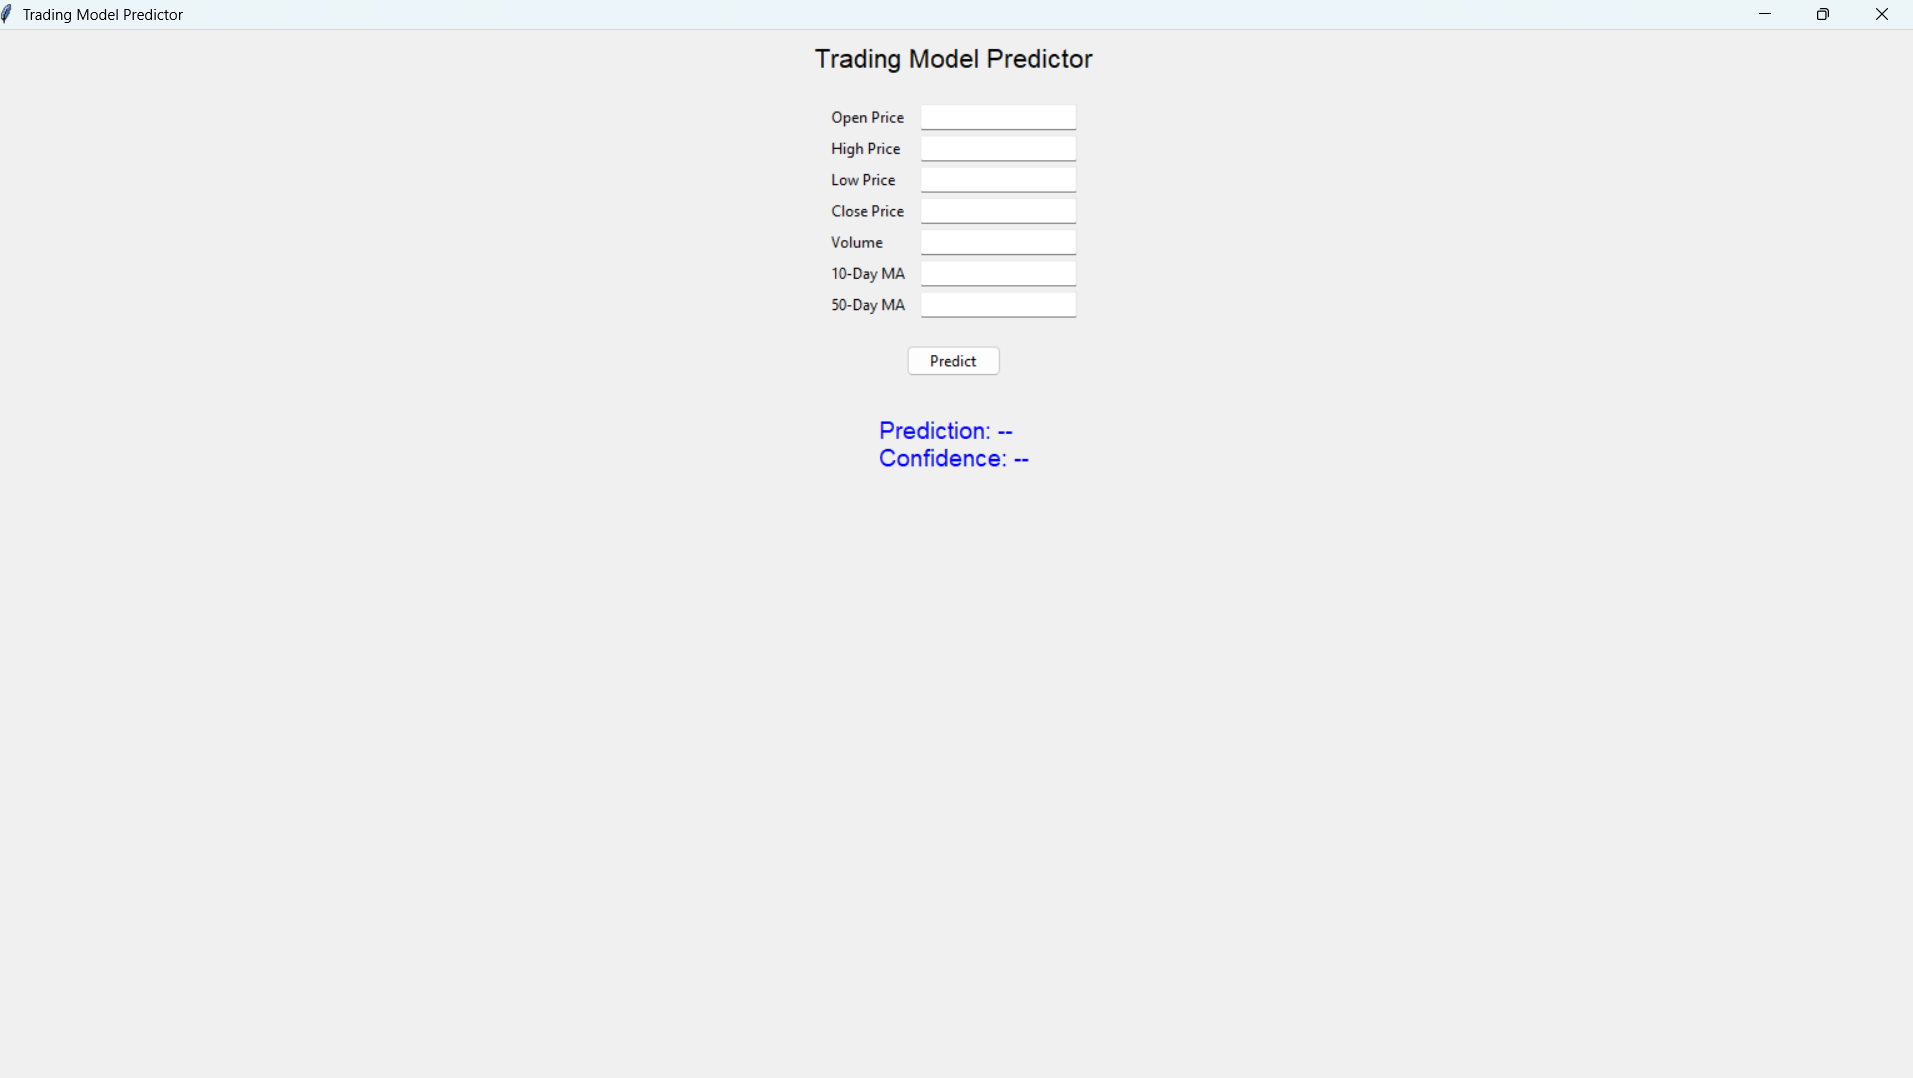 Trading Model Predictor
Trading Model Predictor
Open Price
High Price
Low Price
Close Price
Volume
10-Day MA
50-Day MA
Predict
Prediction: --
Confidence: --